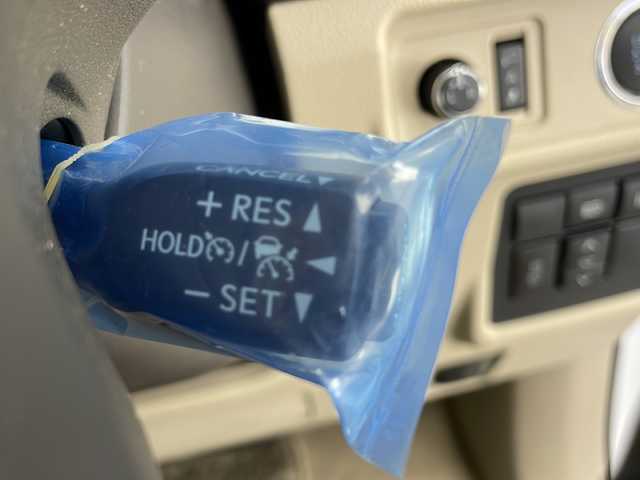 CANCEL▼
+ RES ▲
HOLD / ◀
− SET ▼